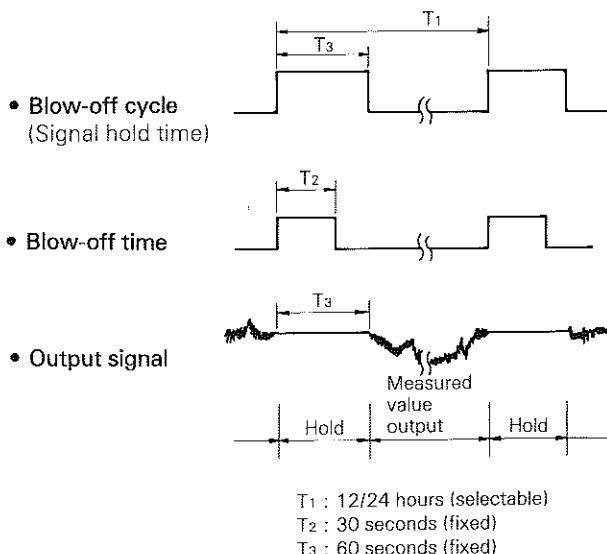 T1
T3
• Blow-off cycle
(Signal hold time)
T2
• Blow-off time
T3
• Output signal
Measured
value
output
Hold
Hold
T1 : 12/24 hours (selectable)
T2 : 30 seconds (fixed)
T3 : 60 seconds (fixed)